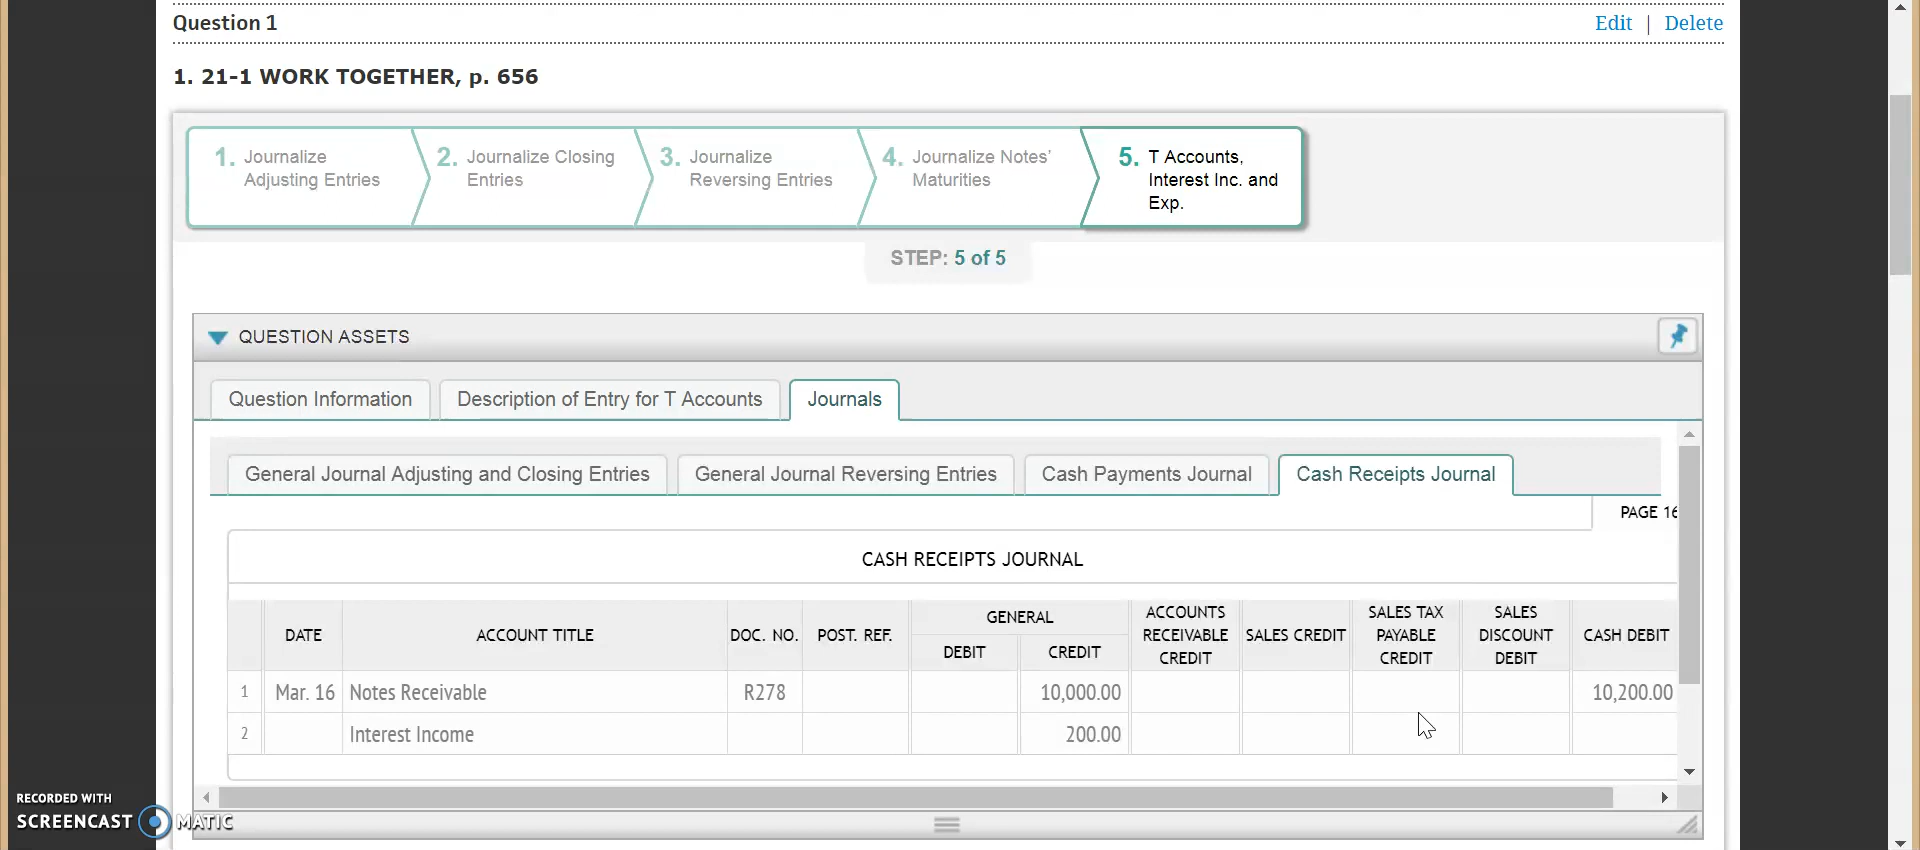 Question 1
Edit | Delete
1. 21-1 WORK TOGETHER, p. 656
1. Journalize Adjusting Entries
2. Journalize Closing Entries
3. Journalize Reversing Entries
4. Journalize Notes' Maturities
5. T Accounts, Interest Inc. and Exp.
STEP: 5 of 5
QUESTION ASSETS
Question Information
Description of Entry for T Accounts
Journals
General Journal Adjusting and Closing Entries
General Journal Reversing Entries
Cash Payments Journal
Cash Receipts Journal
PAGE 16
CASH RECEIPTS JOURNAL
DATE
ACCOUNT TITLE
DOC. NO.
POST. REF.
GENERAL
DEBIT
CREDIT
ACCOUNTS RECEIVABLE CREDIT
SALES CREDIT
SALES TAX PAYABLE CREDIT
SALES DISCOUNT DEBIT
CASH DEBIT
1 Mar. 16 Notes Receivable R278 10,000.00 10,200.00
2 Interest Income 200.00
RECORDED WITH
SCREENCAST MATIC